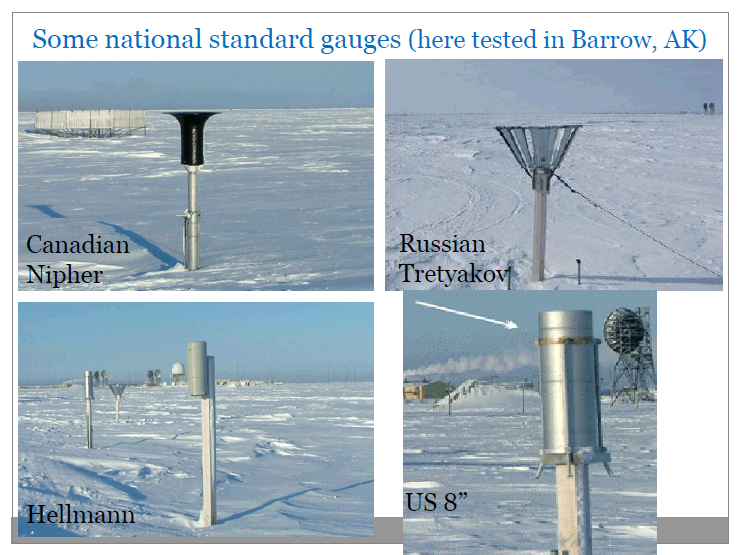 Some national standard gauges (here tested in Barrow, AK)
Canadian
Nipher
Russian
Tretyakov
Hellmann
US 8”